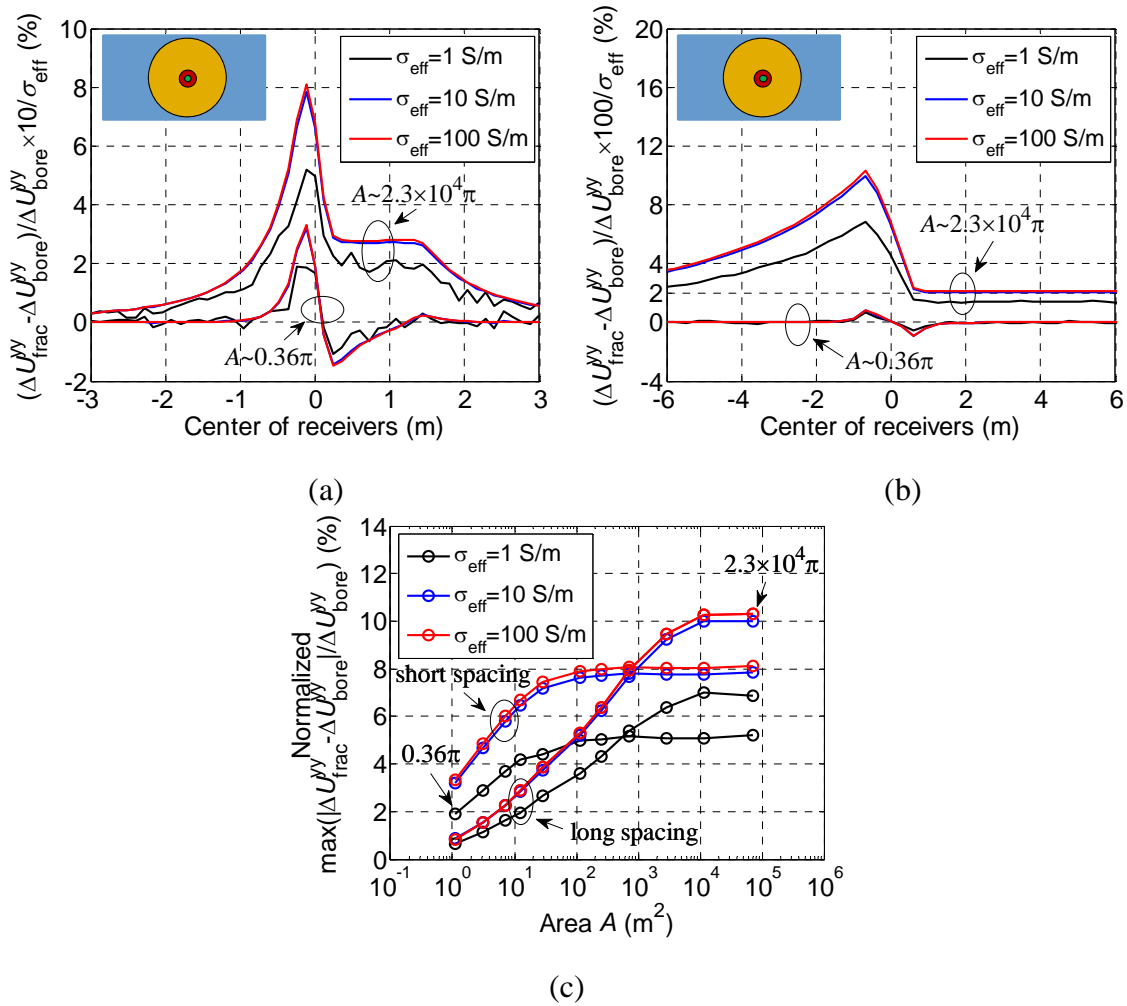 (ΔU^yy_frac-ΔU^yy_bore)/ΔU^yy_bore×10/σ_eff (%)
10
8
6
4
2
0
-2
-3
-2
-1
0
1
2
3
σ_eff=1 S/m
σ_eff=10 S/m
σ_eff=100 S/m
A~2.3×10^4π
A~0.36π
Center of receivers (m)
(a)
(ΔU^yy_frac-ΔU^yy_bore)/ΔU^yy_bore×100/σ_eff (%)
20
16
12
8
4
2
0
-4
-6
-4
-2
0
2
4
6
σ_eff=1 S/m
σ_eff=10 S/m
σ_eff=100 S/m
A~2.3×10^4π
A~0.36π
Center of receivers (m)
(b)
Normalized
max(|ΔU^yy_frac-ΔU^yy_bore|/ΔU^yy_bore) (%)
14
12
10
8
6
4
2
0
σ_eff=1 S/m
σ_eff=10 S/m
σ_eff=100 S/m
2.3×10^4π
short spacing
0.36π
long spacing
10^-1
10^0
10^1
10^2
10^3
10^4
10^5
10^6
Area A (m^2)
(c)